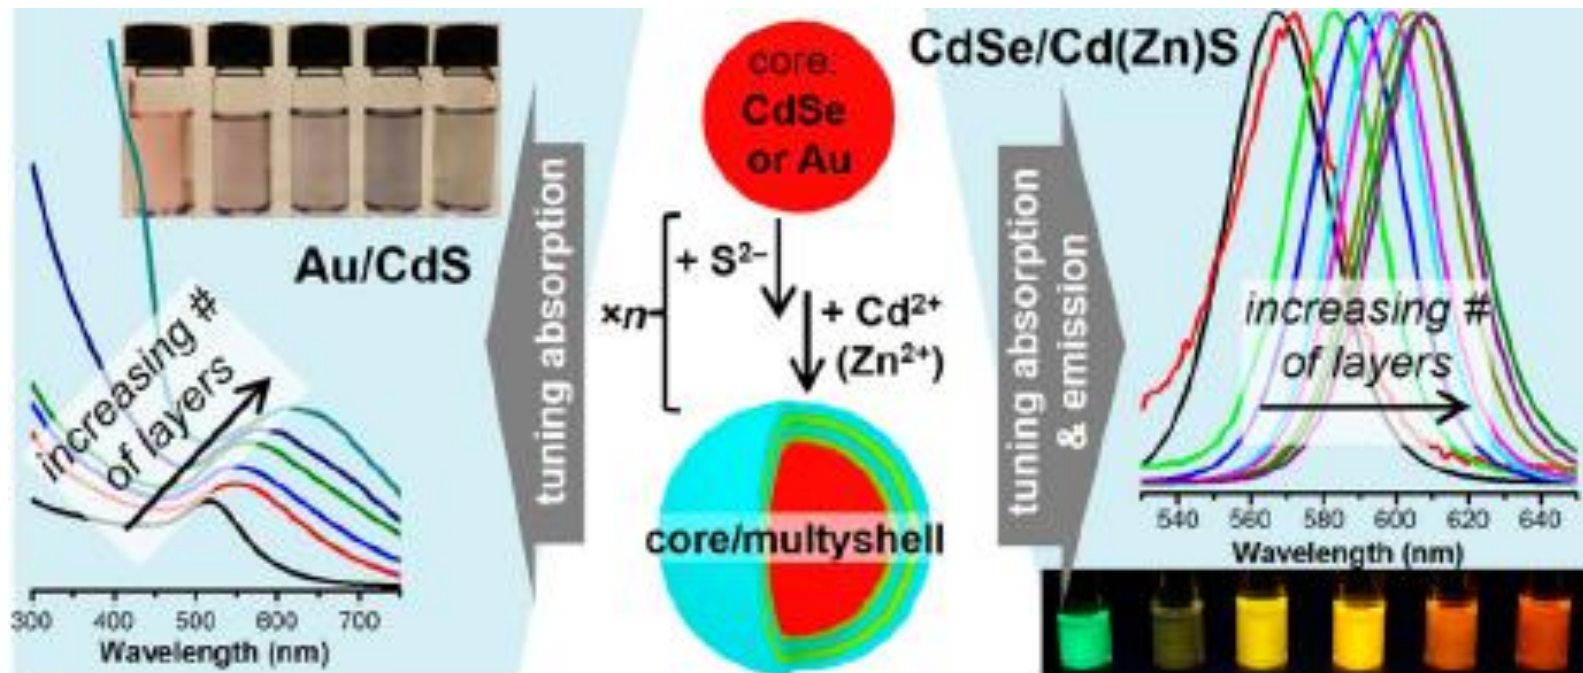 Au/CdS
increasing #
of layers
300 400 500 600 700
Wavelength (nm)
tuning absorption
core:
CdSe
or Au
×n
+ S²⁻
+ Cd²⁺
(Zn²⁺)
core/multyshell
tuning absorption
& emission
CdSe/Cd(Zn)S
increasing #
of layers
540 560 580 600 620 640
Wavelength (nm)